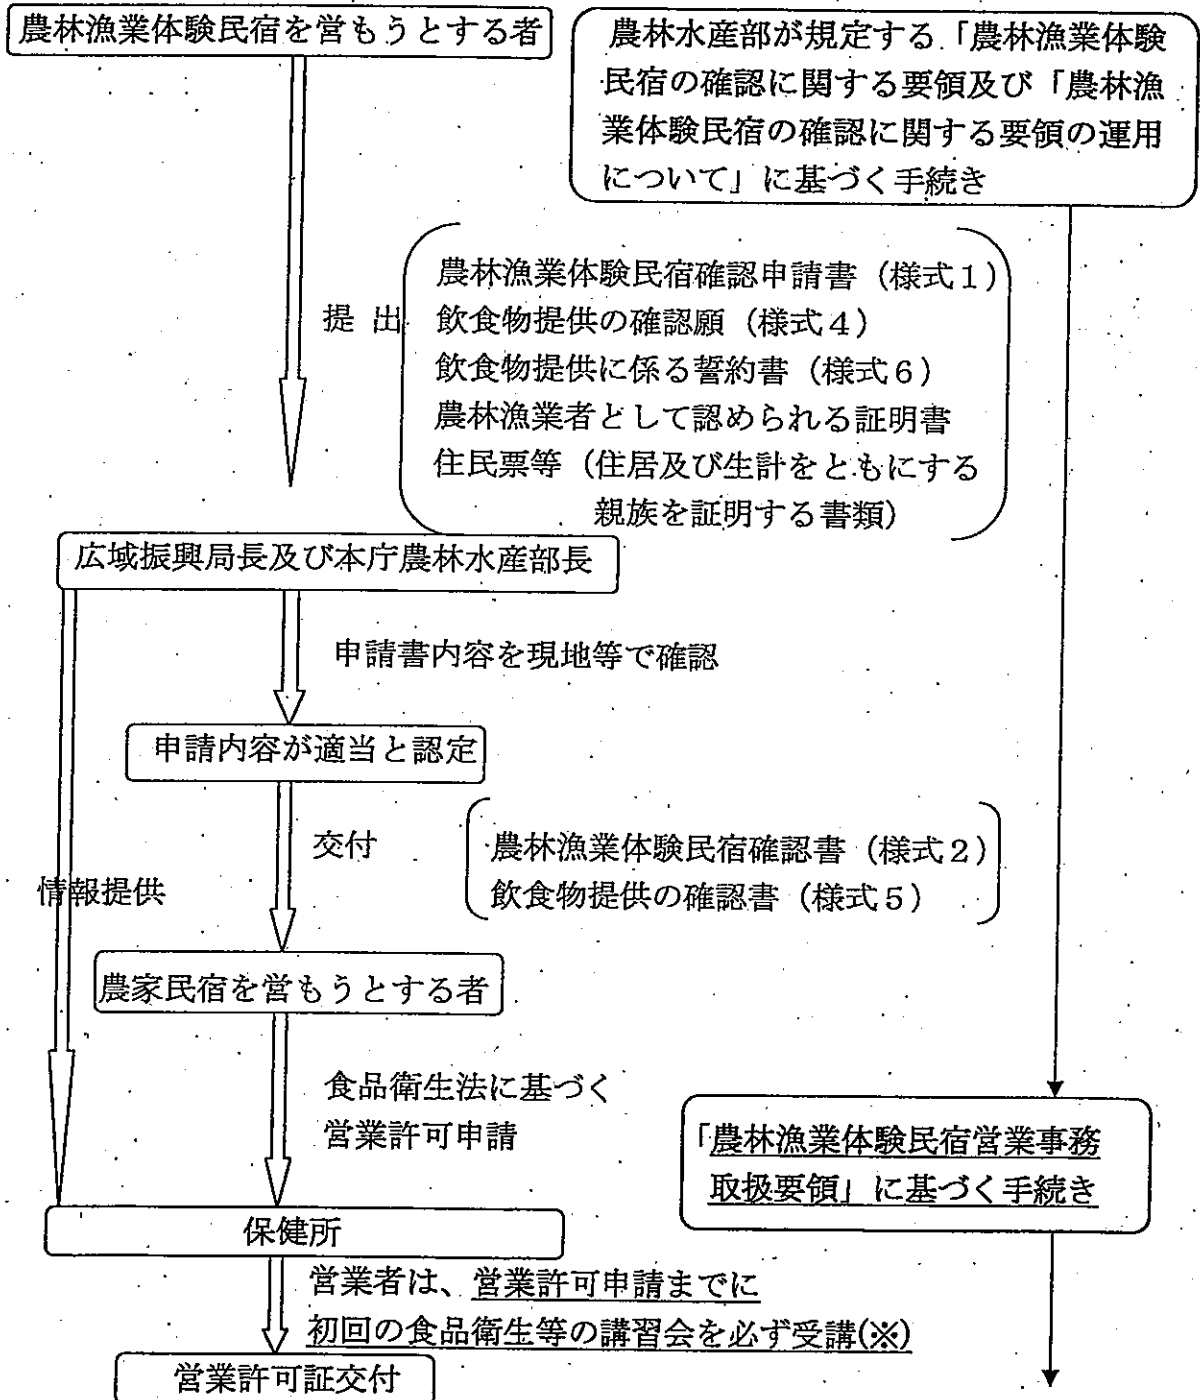 農林漁業体験民宿を営もうとする者
農林水産部が規定する「農林漁業体験
民宿の確認に関する要領及び「農林漁
業体験民宿の確認に関する要領の運用
について」に基づく手続き
提 出
農林漁業体験民宿確認申請書（様式１）
飲食物提供の確認願（様式４）
飲食物提供に係る誓約書（様式６）
農林漁業者として認められる証明書
住民票等（住居及び生計をともにする
親族を証明する書類）
広域振興局長及び本庁農林水産部長
申請書内容を現地等で確認
申請内容が適当と認定
交付
農林漁業体験民宿確認書（様式２）
飲食物提供の確認書（様式５）
情報提供
農家民宿を営もうとする者
食品衛生法に基づく
営業許可申請
「農林漁業体験民宿営業事務
取扱要領」に基づく手続き
保健所
営業者は、営業許可申請までに
初回の食品衛生等の講習会を必ず受講(※)
営業許可証交付